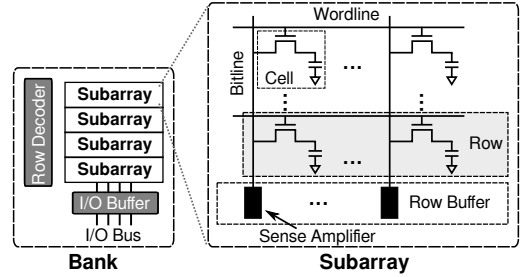 Row Decoder
Subarray
Subarray
Subarray
Subarray
I/O Buffer
I/O Bus
Bank
Wordline
Bitline
Cell
...
...
...
...
...
Row
...
Row Buffer
Sense Amplifier
Subarray